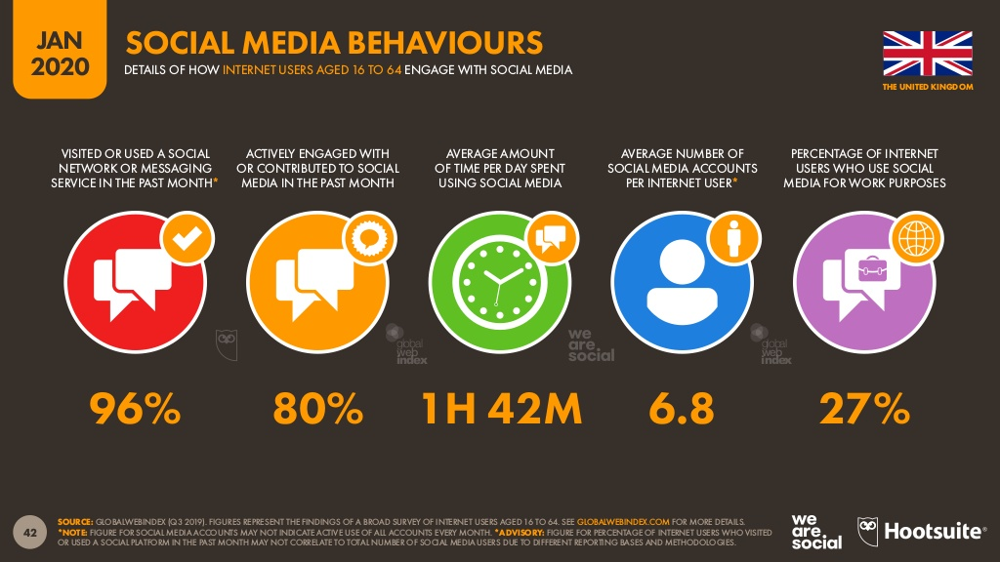 JAN
2020
SOCIAL MEDIA BEHAVIOURS
DETAILS OF HOW INTERNET USERS AGED 16 TO 64 ENGAGE WITH SOCIAL MEDIA
THE UNITED KINGDOM
VISITED OR USED A SOCIAL
NETWORK OR MESSAGING
SERVICE IN THE PAST MONTH*
ACTIVELY ENGAGED WITH
OR CONTRIBUTED TO SOCIAL
MEDIA IN THE PAST MONTH
AVERAGE AMOUNT
OF TIME PER DAY SPENT
USING SOCIAL MEDIA
AVERAGE NUMBER OF
SOCIAL MEDIA ACCOUNTS
PER INTERNET USER*
PERCENTAGE OF INTERNET
USERS WHO USE SOCIAL
MEDIA FOR WORK PURPOSES
global
web
index
we
are
social
global
web
index
96%
80%
1H 42M
6.8
27%
42
SOURCE: GLOBALWEBINDEX (Q3 2019). FIGURES REPRESENT THE FINDINGS OF A BROAD SURVEY OF INTERNET USERS AGED 16 TO 64. SEE GLOBALWEBINDEX.COM FOR MORE DETAILS.
*NOTE: FIGURE FOR SOCIAL MEDIA ACCOUNTS MAY NOT INDICATE ACTIVE USE OF ALL ACCOUNTS EVERY MONTH. *ADVISORY: FIGURE FOR PERCENTAGE OF INTERNET USERS WHO VISITED
OR USED A SOCIAL PLATFORM IN THE PAST MONTH MAY NOT CORRELATE TO TOTAL NUMBER OF SOCIAL MEDIA USERS DUE TO DIFFERENT REPORTING BASES AND METHODOLOGIES.
we
are
social
Hootsuite®